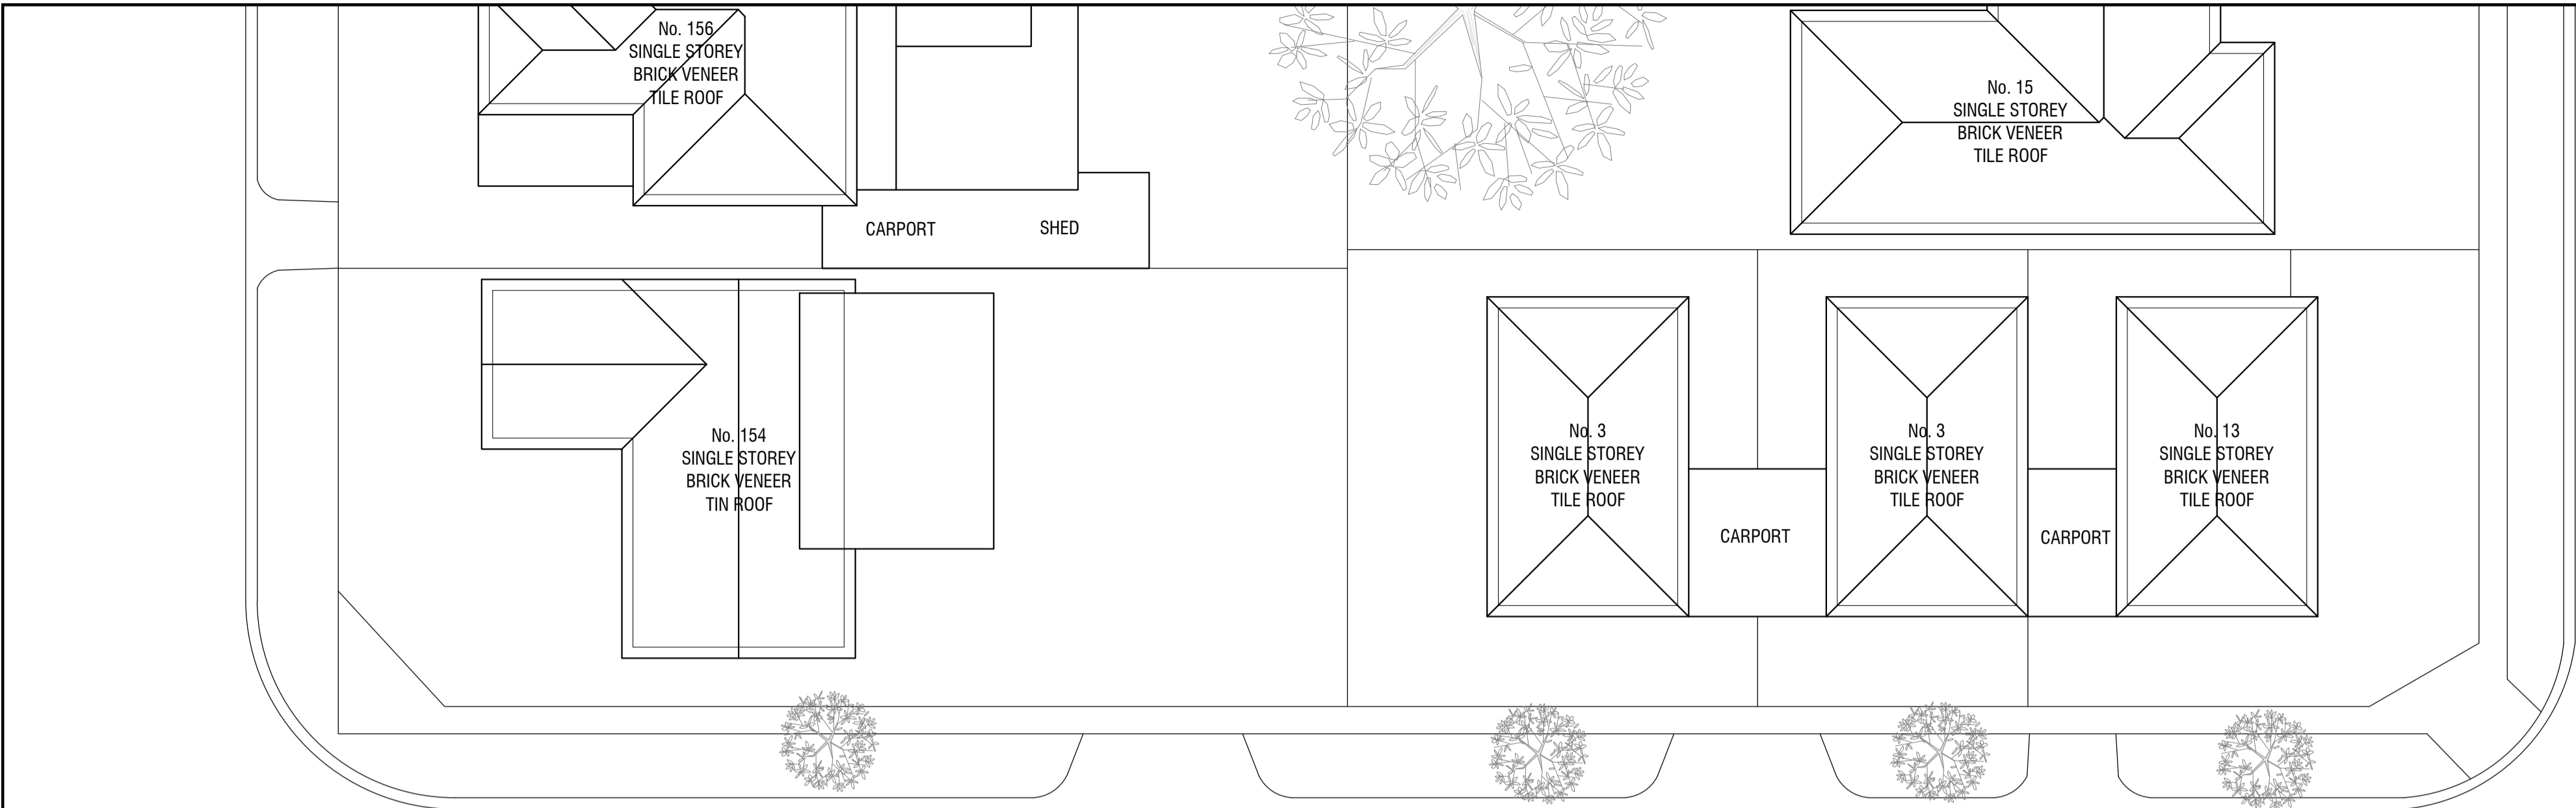 No. 156
SINGLE STOREY
BRICK VENEER
TILE ROOF
No. 15
SINGLE STOREY
BRICK VENEER
TILE ROOF
CARPORT
SHED
No. 154
SINGLE STOREY
BRICK VENEER
TIN ROOF
No. 3
SINGLE STOREY
BRICK VENEER
TILE ROOF
CARPORT
No. 3
SINGLE STOREY
BRICK VENEER
TILE ROOF
CARPORT
No. 13
SINGLE STOREY
BRICK VENEER
TILE ROOF